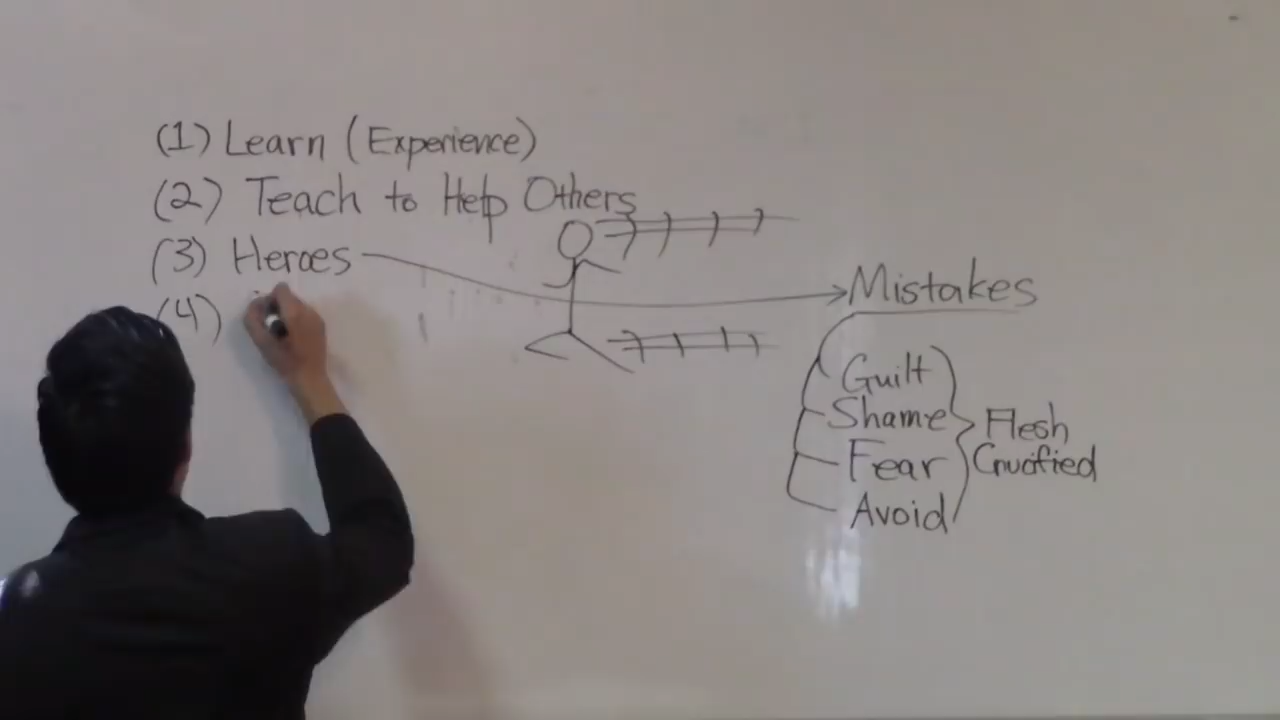 (1) Learn (Experience)
(2) Teach to Help Others
(3) Heroes
(4)
Mistakes
Guilt
Shame
Fear
Avoid
Flesh
Crucified